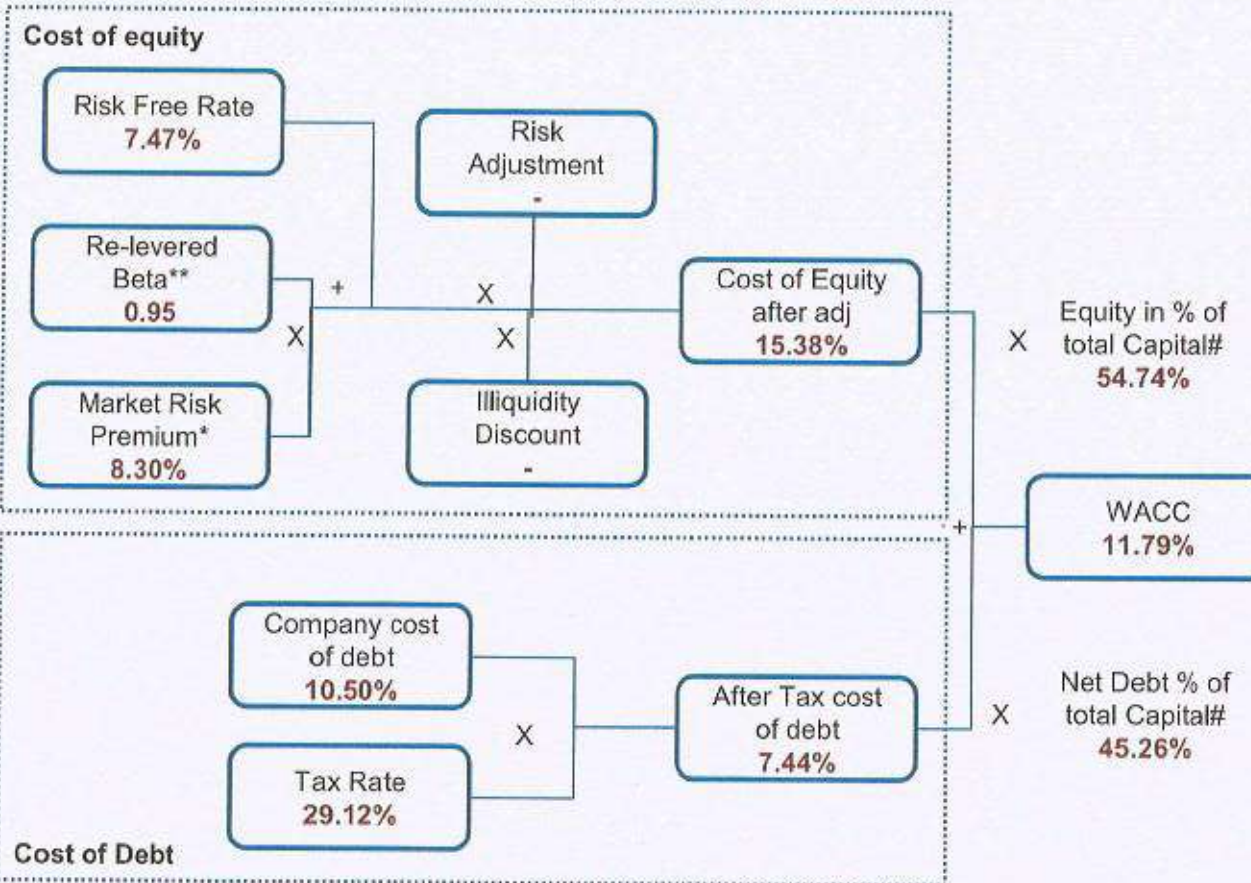 Cost of equity
Risk Free Rate
7.47%
Risk
Adjustment
-
Re-levered
Beta**
0.95
+
X
X
X
Market Risk
Premium*
8.30%
Illiquidity
Discount
-
Cost of Equity
after adj
15.38%
X
Equity in % of
total Capital#
54.74%
+
WACC
11.79%
Company cost
of debt
10.50%
X
Tax Rate
29.12%
After Tax cost
of debt
7.44%
X
Net Debt % of
total Capital#
45.26%
Cost of Debt